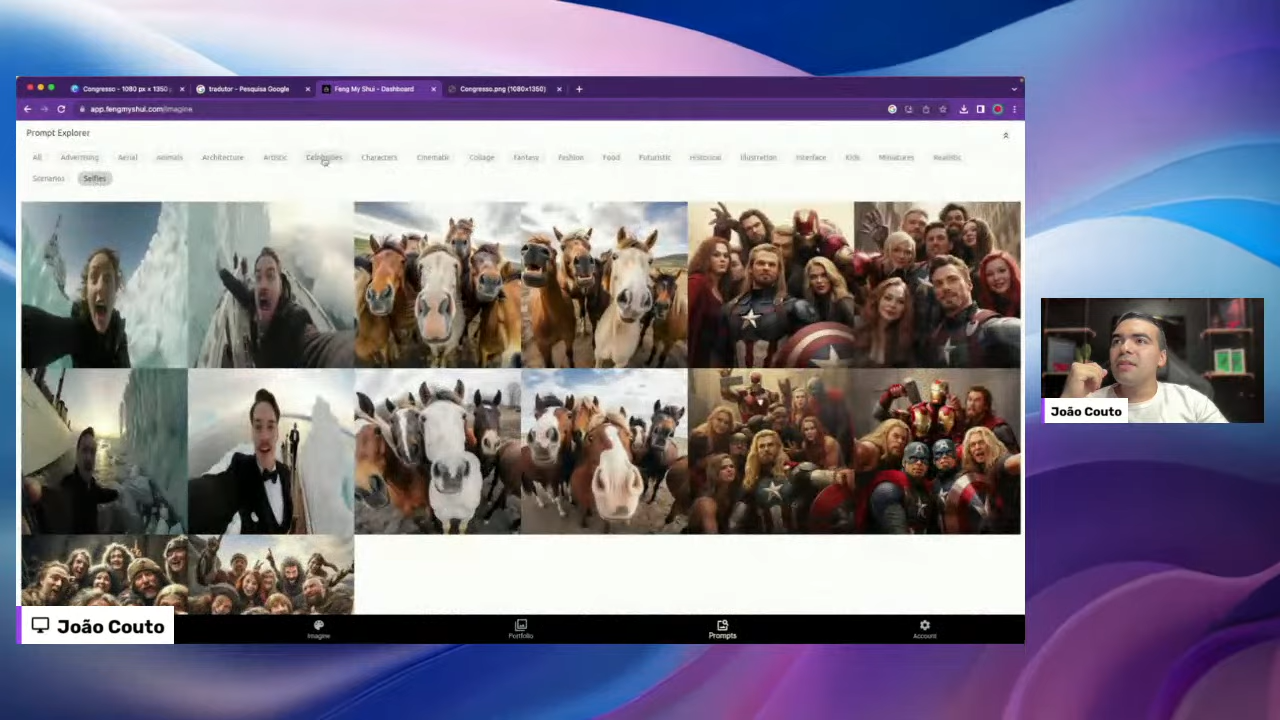 Congresso - 1080 px × 1350 p
tradutor - Pesquisa Google
Feng My Shui - Dashboard
Congresso.png (1080×1350)
app.fengmyshui.com/imagine
Prompt Explorer
All Advertising Aerial Animals Architecture Artistic Celebrities Characters Cinematic Collage Fantasy Fashion Food Futuristic Historical Illustration Interface Kids Miniatures Realistic
Scenarios Selfies
João Couto
João Couto
Imagine Portfolio Prompts Account